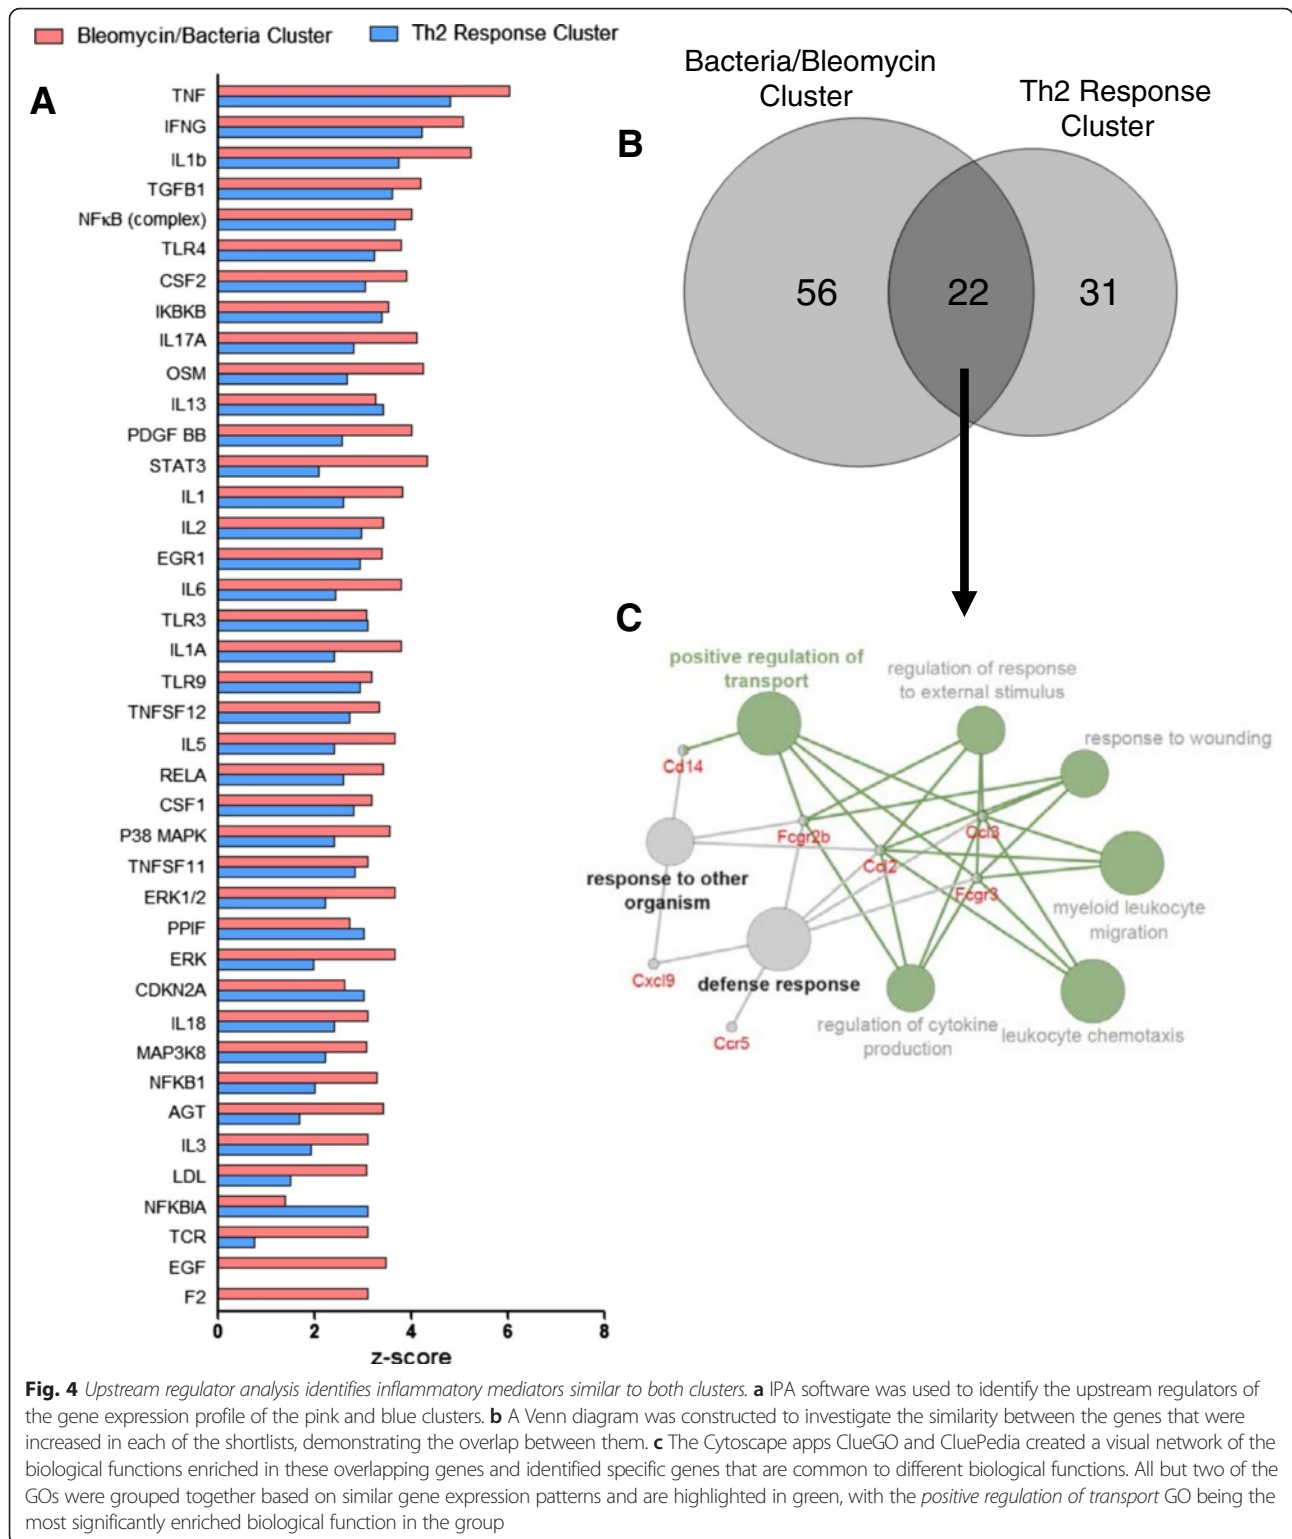 Bleomycin/Bacteria Cluster
Th2 Response Cluster
A
TNF
IFNG
IL1b
TGFB1
NFκB (complex)
TLR4
CSF2
IKBKB
IL17A
OSM
IL13
PDGF BB
STAT3
IL1
IL2
EGR1
IL6
TLR3
IL1A
TLR9
TNFSF12
IL5
RELA
CSF1
P38 MAPK
TNFSF11
ERK1/2
PPIF
ERK
CDKN2A
IL18
MAP3K8
NFKB1
AGT
IL3
LDL
NFKBIA
TCR
EGF
F2
0 2 4 6 8
z-score
B
Bacteria/Bleomycin
Cluster
Th2 Response
Cluster
56
22
31
C
positive regulation of
transport
regulation of response
to external stimulus
response to wounding
Cd14
Fcgr2b
Ccl3
Ccl2
Fcgr3
response to other
organism
myeloid leukocyte
migration
Cxcl9
defense response
Ccr5
regulation of cytokine
production
leukocyte chemotaxis
Fig. 4 Upstream regulator analysis identifies inflammatory mediators similar to both clusters. a IPA software was used to identify the upstream regulators of
the gene expression profile of the pink and blue clusters. b A Venn diagram was constructed to investigate the similarity between the genes that were
increased in each of the shortlists, demonstrating the overlap between them. c The Cytoscape apps ClueGO and CluePedia created a visual network of the
biological functions enriched in these overlapping genes and identified specific genes that are common to different biological functions. All but two of the
GOs were grouped together based on similar gene expression patterns and are highlighted in green, with the positive regulation of transport GO being the
most significantly enriched biological function in the group